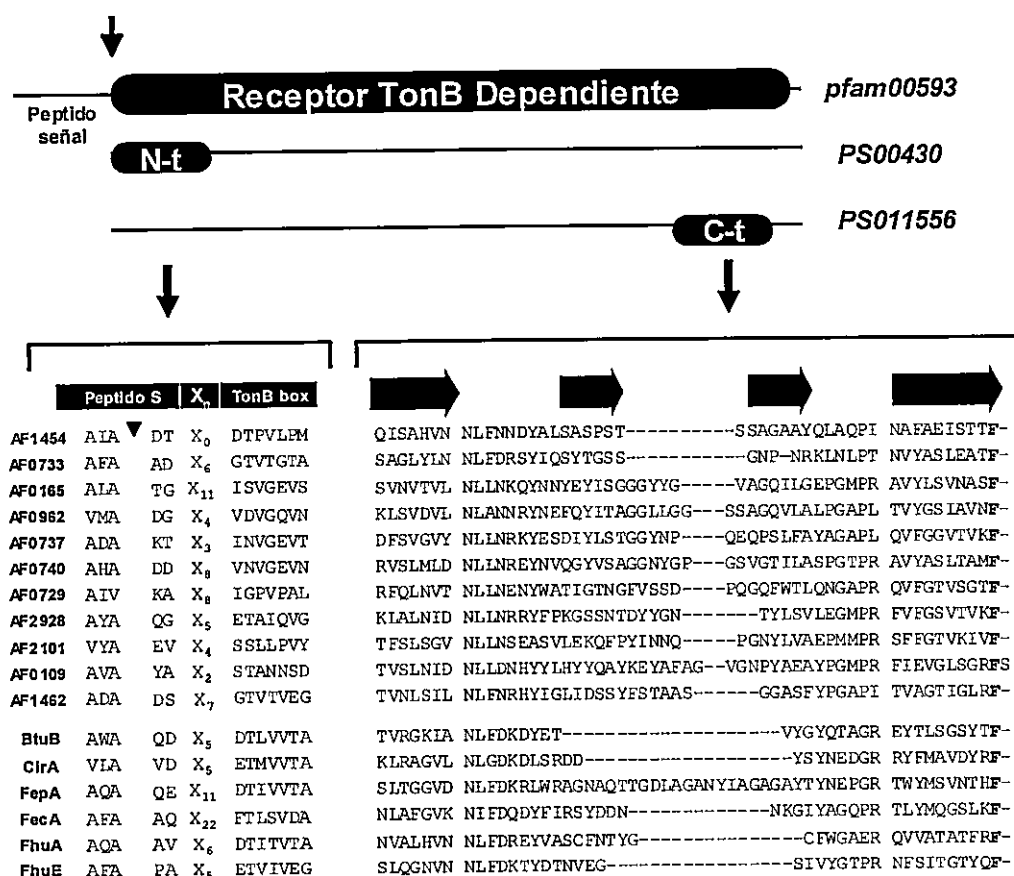 Receptor TonB Dependiente pfam00593
Peptido
señal
N-t PS00430
C-t PS011556
Peptido S Xn TonB box
AF1454 AIA DT X0 DTPVLPM QISAHVN NLFNNDYALSASPST-----------SSAGAAYQLAQPI NAFAEISTTF-
AF0733 AFA AD X6 GTVTGTA SAGLYLN NLFDRSYIQSYTGSS------------GNP-NRKLNLPT NVYASLEATF-
AF0165 ALA TG X11 ISVGEVS SVNVTVL NLLNKQYNNYEYISGGGYYG-----VAGQILGEPGMPR AVYLSVNASF-
AF0962 VMA DG X4 VDVGQVN KLSVDVL NLANNRYNEFQYITAGGLLGG--SSAGQVLALPGAPL TVYGSIAVNF-
AF0737 ADA KT X3 INVGEVT DFSVGVY NLLNRKYESDIYLSTGGYNP----QEQPSLFAYAGAPL QVFGGVTVKF-
AF0740 AHA DD X8 VNVGEVN RVSLMLD NLLNREYNVQGYVSAGGNYGP---GSVGTILASPGTPR AVYASLTAMF-
AF0729 AIV KA X8 IGPVPAL RFQLNVT NLLNENYWATIGTNGFVSSD----PQGQFWTLQNGAPR QVFGTVSGTF-
AF2928 AYA QG X5 ETAIQVG KLALNID NLLNRRYFPKGSSNTDYYGN-------TYLSVLEGMPR FVFGSVTVKF-
AF2101 VYA EV X4 SSLLPVY TFSLSGV NLLNSEASVLEKQFPYINNQ-----PGNYLVAEPMMPR SFFGTVKIVF-
AF0109 AVA YA X2 STANNSD TVSLNID NLLDNHYYLHYYQAYKEYAFAG--VGNPYAEAYPGMPR FIEVGLSGRFS
AF1462 ADA DS X7 GTVTVEG TVNLSIL NLFNRHYIGLIDSSYFSTAAS------GGASFYPGAPI TVAGTIGLRF-
BtuB AWA QD X5 DTLVVTA TVRGKIA NLFDKDYET-------------------VYGYQTAGR EYTLSGSYTF-
CirA VLA VD X5 ETMVVTA KLRAGVL NLGDKDLSRDD------------------YSYNEDGR RYFMAVDYRF-
FepA AQA QE X11 DTIVVTA SLTGGVD NLFDKRLWRAGNAQTTGDLAGANYIAGAGAYTYNEPGR TWYMSVNTHF-
FecA AFA AQ X22 FTLSVDA NLAFGVK NIFDQDYFIRSYDDN-------------NKGIYAGQPR TLYMQGSLKF-
FhuA AQA AV X6 DTITVTA NVALHVN NLFDREYVASCFNTYG---------------CFWGAER QVVATATFRF-
FhuE AFA PA X5 ETVIVEG SLQGNVN NLFDKTYDTNVEG-----------------SIVYGTPR NFSITGTYQF-